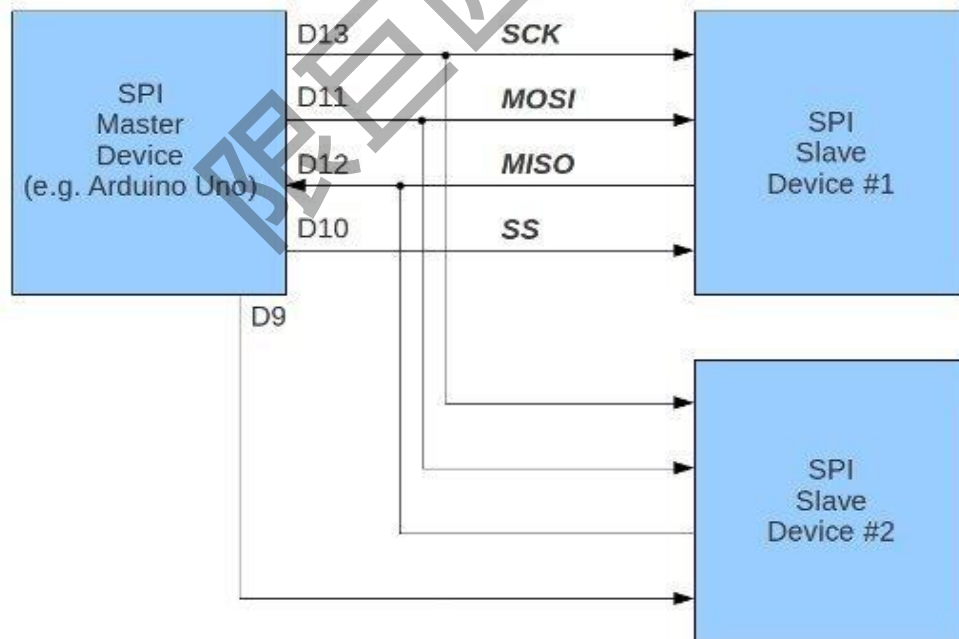 D13
SCK
SPI
Master
Device
(e.g. Arduino Uno)
D11
MOSI
D12
MISO
D10
SS
D9
SPI
Slave
Device #1
SPI
Slave
Device #2
限